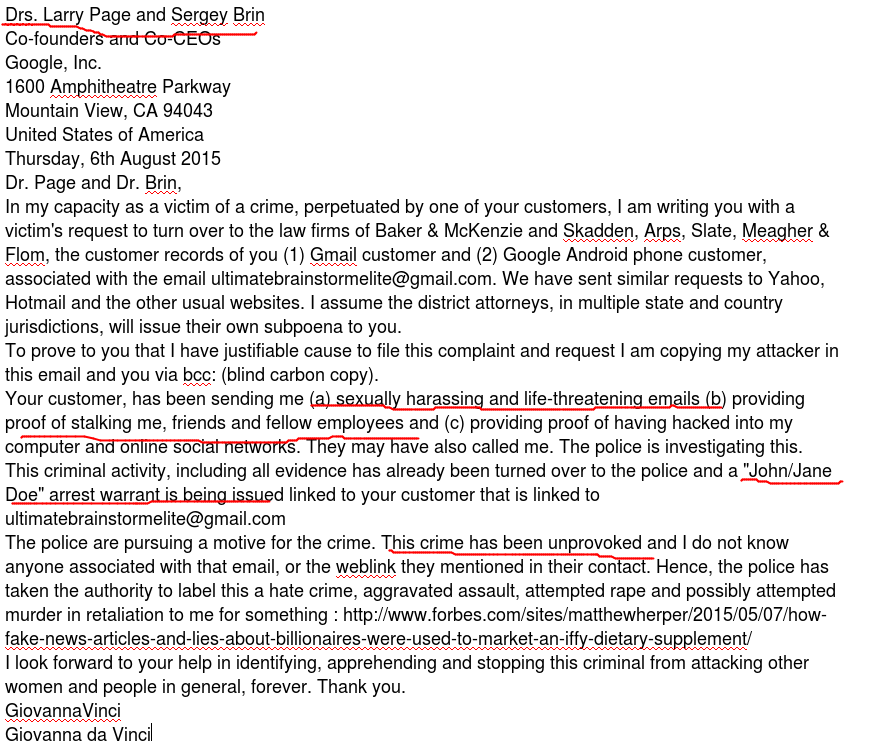 Drs. Larry Page and Sergey Brin
Co-founders and Co-CEOs
Google, Inc.
1600 Amphitheatre Parkway
Mountain View, CA 94043
United States of America
Thursday, 6th August 2015
Dr. Page and Dr. Brin,
In my capacity as a victim of a crime, perpetuated by one of your customers, I am writing you with a
victim's request to turn over to the law firms of Baker & McKenzie and Skadden, Arps, Slate, Meagher &
Flom, the customer records of you (1) Gmail customer and (2) Google Android phone customer,
associated with the email ultimatebrainstormelite@gmail.com. We have sent similar requests to Yahoo,
Hotmail and the other usual websites. I assume the district attorneys, in multiple state and country
jurisdictions, will issue their own subpoena to you.
To prove to you that I have justifiable cause to file this complaint and request I am copying my attacker in
this email and you via bcc: (blind carbon copy).
Your customer, has been sending me (a) sexually harassing and life-threatening emails (b) providing
proof of stalking me, friends and fellow employees and (c) providing proof of having hacked into my
computer and online social networks. They may have also called me. The police is investigating this.
This criminal activity, including all evidence has already been turned over to the police and a "John/Jane
Doe" arrest warrant is being issued linked to your customer that is linked to
ultimatebrainstormelite@gmail.com
The police are pursuing a motive for the crime. This crime has been unprovoked and I do not know
anyone associated with that email, or the weblink they mentioned in their contact. Hence, the police has
taken the authority to label this a hate crime, aggravated assault, attempted rape and possibly attempted
murder in retaliation to me for something : http://www.forbes.com/sites/matthewherper/2015/05/07/how-
fake-news-articles-and-lies-about-billionaires-were-used-to-market-an-iffy-dietary-supplement/
I look forward to your help in identifying, apprehending and stopping this criminal from attacking other
women and people in general, forever. Thank you.
GiovannaVinci
Giovanna da Vinci